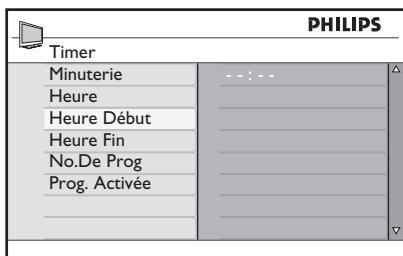 PHILIPS
Timer
Minuterie
--:--
Heure
Heure Début
Heure Fin
No.De Prog
Prog. Activée